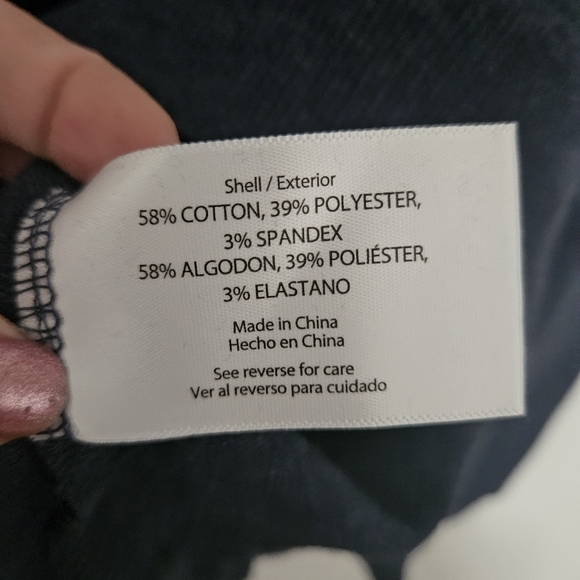 Shell / Exterior
58% COTTON, 39% POLYESTER,
3% SPANDEX
58% ALGODON, 39% POLIÉSTER,
3% ELASTANO
Made in China
Hecho en China
See reverse for care
Ver al reverso para cuidado